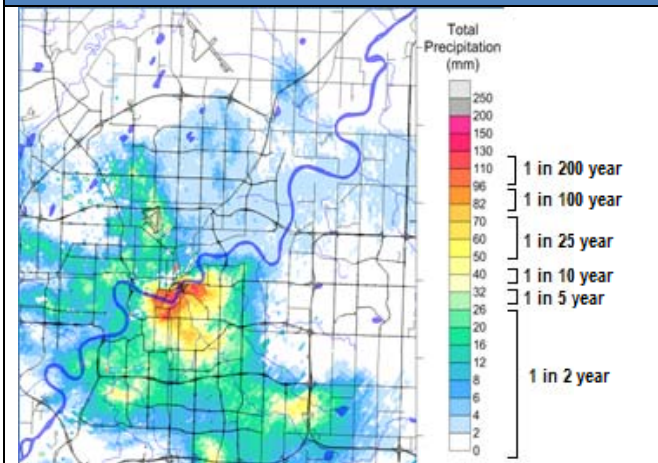 Total
Precipitation
(mm)
250
200
150
130
110
96
82
70
60
50
40
32
26
20
16
12
8
6
4
2
0
1 in 200 year
1 in 100 year
1 in 25 year
1 in 10 year
1 in 5 year
1 in 2 year